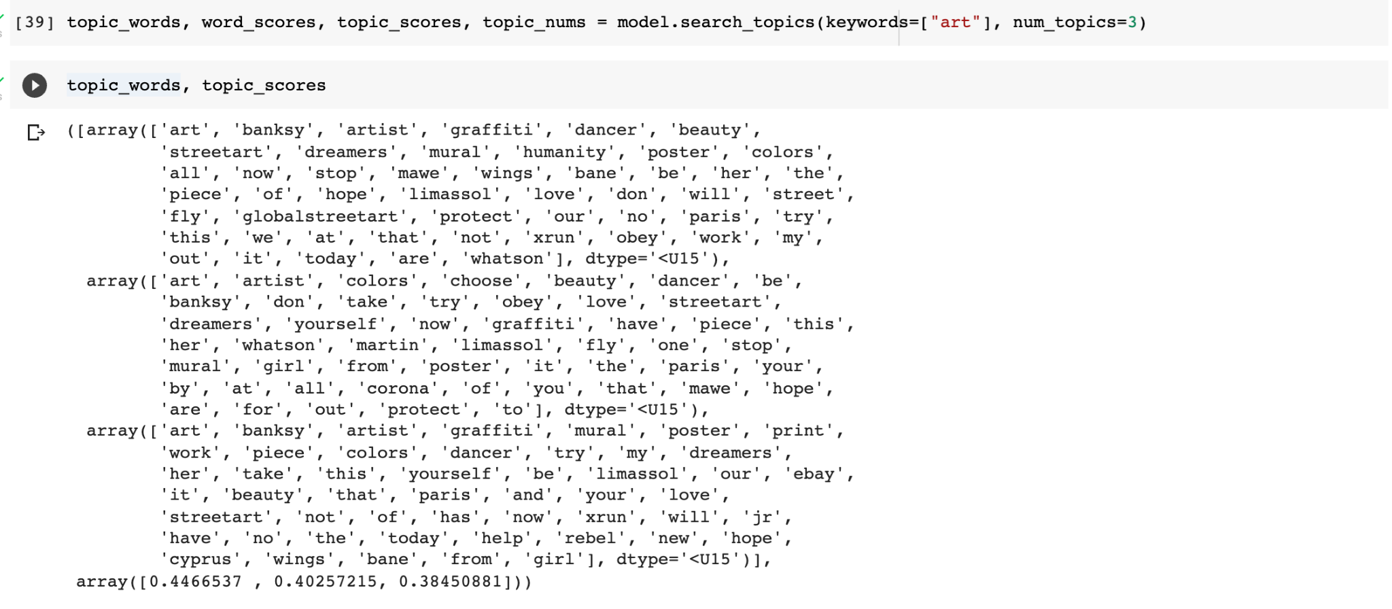 [39] topic_words, word_scores, topic_scores, topic_nums = model.search_topics(keywords=["art"], num_topics=3)
topic_words, topic_scores
([array(['art', 'banksy', 'artist', 'graffiti', 'dancer', 'beauty',
'streetart', 'dreamers', 'mural', 'humanity', 'poster', 'colors',
'all', 'now', 'stop', 'mawe', 'wings', 'bane', 'be', 'her', 'the',
'piece', 'of', 'hope', 'limassol', 'love', 'don', 'will', 'street',
'fly', 'globalstreetart', 'protect', 'our', 'no', 'paris', 'try',
'this', 'we', 'at', 'that', 'not', 'xrun', 'obey', 'work', 'my',
'out', 'it', 'today', 'are', 'whatson'], dtype='<U15'),
array(['art', 'artist', 'colors', 'choose', 'beauty', 'dancer', 'be',
'banksy', 'don', 'take', 'try', 'obey', 'love', 'streetart',
'dreamers', 'yourself', 'now', 'graffiti', 'have', 'piece', 'this',
'her', 'whatson', 'martin', 'limassol', 'fly', 'one', 'stop',
'mural', 'girl', 'from', 'poster', 'it', 'the', 'paris', 'your',
'by', 'at', 'all', 'corona', 'of', 'you', 'that', 'mawe', 'hope',
'are', 'for', 'out', 'protect', 'to'], dtype='<U15'),
array(['art', 'banksy', 'artist', 'graffiti', 'mural', 'poster', 'print',
'work', 'piece', 'colors', 'dancer', 'try', 'my', 'dreamers',
'her', 'take', 'this', 'yourself', 'be', 'limassol', 'our', 'ebay',
'it', 'beauty', 'that', 'paris', 'and', 'your', 'love',
'streetart', 'not', 'of', 'has', 'now', 'xrun', 'will', 'jr',
'have', 'no', 'the', 'today', 'help', 'rebel', 'new', 'hope',
'cyprus', 'wings', 'bane', 'from', 'girl'], dtype='<U15')],
array([0.4466537 , 0.40257215, 0.38450881]))